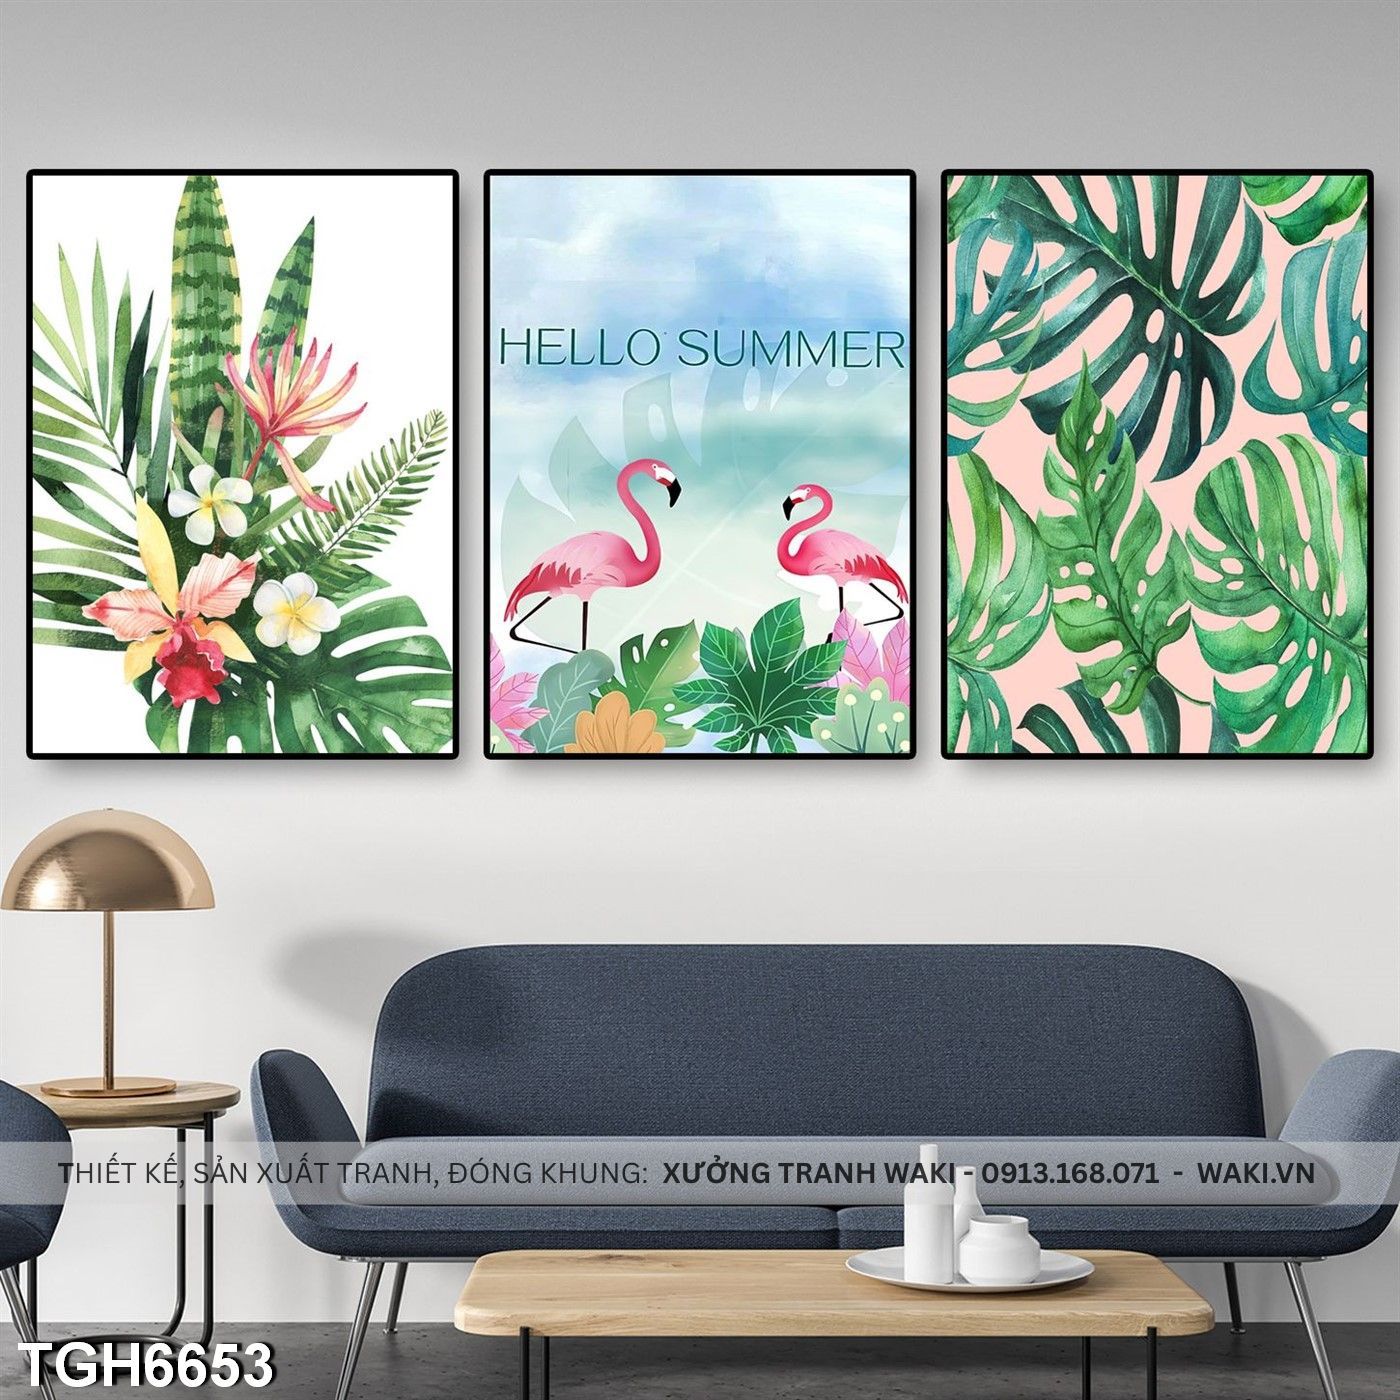 HELLO SUMMER
THIẾT KẾ, SẢN XUẤT TRANH, ĐÓNG KHUNG: XƯỞNG TRANH WAKI - 0913.168.071 - WAKI.VN
TGH6653